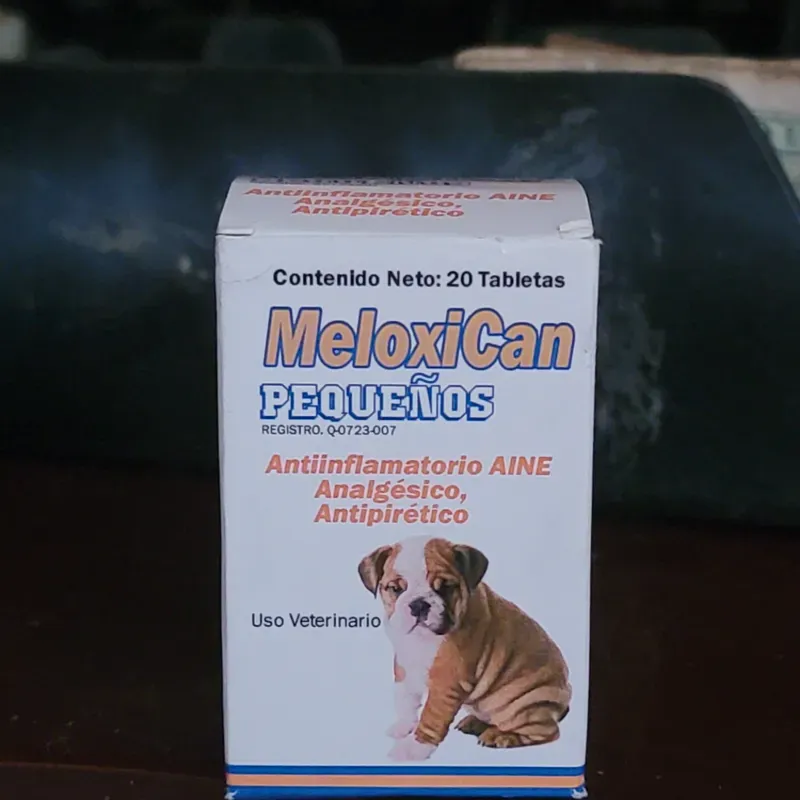 Antiinflamatorio AINE
Analgésico,
Antipirético
Contenido Neto: 20 Tabletas
MeloxiCan
PEQUEÑOS
REGISTRO. Q-0723-007
Antiinflamatorio AINE
Analgésico,
Antipirético
Uso Veterinario